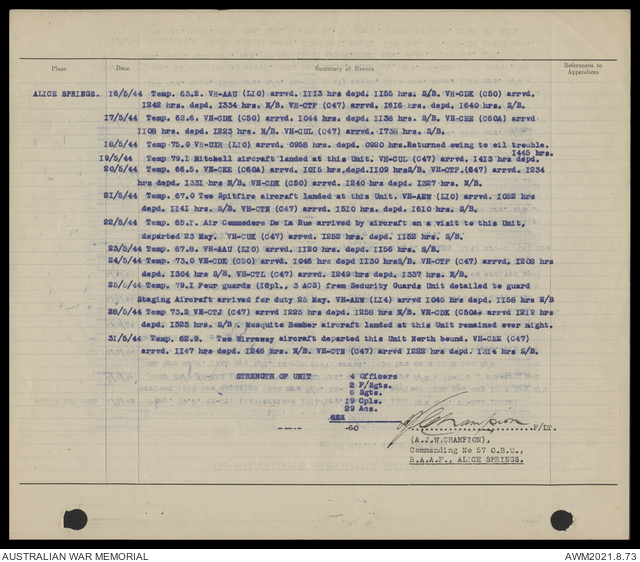 Place Date Summary of Events References to
Appendices
ALICE SPRINGS. 16/5/44 Temp. 63.2. VH-AAU (L10) arrvd. 1113 hrs depd. 1155 hrs. S/B. VH-CDK (C50) arrvd.
1242 hrs. depd. 1334 hrs. N/B. VH-CTF (C47) arrvd. 1616 hrs. depd. 1640 hrs. S/B.
17/5/44 Temp. 62.6. VH-CDK (C50) arrvd. 1044 hrs. depd. 1138 hrs. S/B. VH-CEE (C60A) arrvd
1108 hrs. depd. 1223 hrs. N/B. VH-CUL (C47) arrvd. 1738 hrs. S/B.
18/5/44 Temp 75.0 VH-UXH (L10) arrvd. 0958 hrs. depd. 0920 hrs.Returned owing to oil trouble.
1445 hrs.
19/5/44 Temp 79.1 Mitchell aircraft landed at this Unit. VH-CUL (C47) arrvd. 1413 hrs depd.
20/5/44 Temp. 66.5. VH-CEE (C60A) arrvd. 1015 hrs,depd.1109 hrsS/B. VH-CTF.(C47) arrvd. 1234
hrs depd. 1331 hrs N/B. VH-CDK (C50) arrvd. 1240 hrs depd. 1327 hrs. N/B.
21/5/44 Temp. 67.0 Two Spitfire aircraft landed at this Unit. VH-AEW (L10) arrvd. 1052 hrs
depd. 1141 hrs. S/B. VH-CTN (C47) arrvd. 1510 hrs. depd. 1610 hrs. S/B.
22/5/44 Temp. 65.1. Air Commodore De La Rue arrived by aircraft on a visit to this Unit,
departed 23 May. VH-CUK (C47) arrvd. 1252 hrs. depd. 1152 hrs. S/B.
23/5/44 Temp. 67.8. VH-AAU (L10) arrvd. 1120 hrs. depd. 1156 hrs. S/B.
24/5/44 Temp. 73.0 VH-CDK (C50) arrvd. 1046 hrs depd 1130 hrsS/B. VH-CTF (C47) arrvd. 1208 hrs
depd. 1304 hrs S/B. VH-CTL (C47) arrvd. 1249 hrs depd. 1337 hrs. N/B.
25/5/44 Temp. 79.1 Four guards (1Cpl., 3 ACS) from Security Guards Unit detailed to guard
Staging Aircraft arrived for duty 25 May. VH-AEW (L14) arrvd 1045 hrs depd. 1158 hrs N/B
28/5/44 Temp 73.2 VH-CTJ (C47) arrvd 1225 hrs depd. 1258 hrs N/B. VH-CDK (C50A) arrvd 1212 hrs
depd. 1323 hrs. S/B. Mosquito Bomber aircraft landed at this Unit remained over night.
31/5/44 Temp. 62.9. Two Wirraway aircraft departed this Unit North bound. VH-CEE (C47)
arrvd. 1147 hrs depd. 1246 hrs. N/B. VH-CTN (C47) arrvd 1222 hrs. depd. 1314 hrs S/B.
STRENGTH OF UNIT 4 Officers
2 F/Sgts.
6 Sgts.
19 Cpls.
29 Acs.
-60
Champion F/Lt.
(A.J.W.CHAMPION),
Commanding No 57 O.B.U.,
R.A.A.F., ALICE SPRINGS.
AUSTRALIAN WAR MEMORIAL AWM2021.8.73